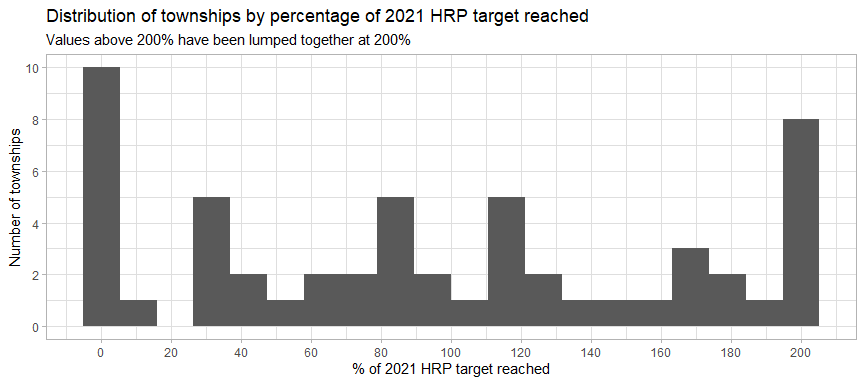 Distribution of townships by percentage of 2021 HRP target reached
Values above 200% have been lumped together at 200%
Number of townships
10
8
6
4
2
0
0 20 40 60 80 100 120 140 160 180 200
% of 2021 HRP target reached